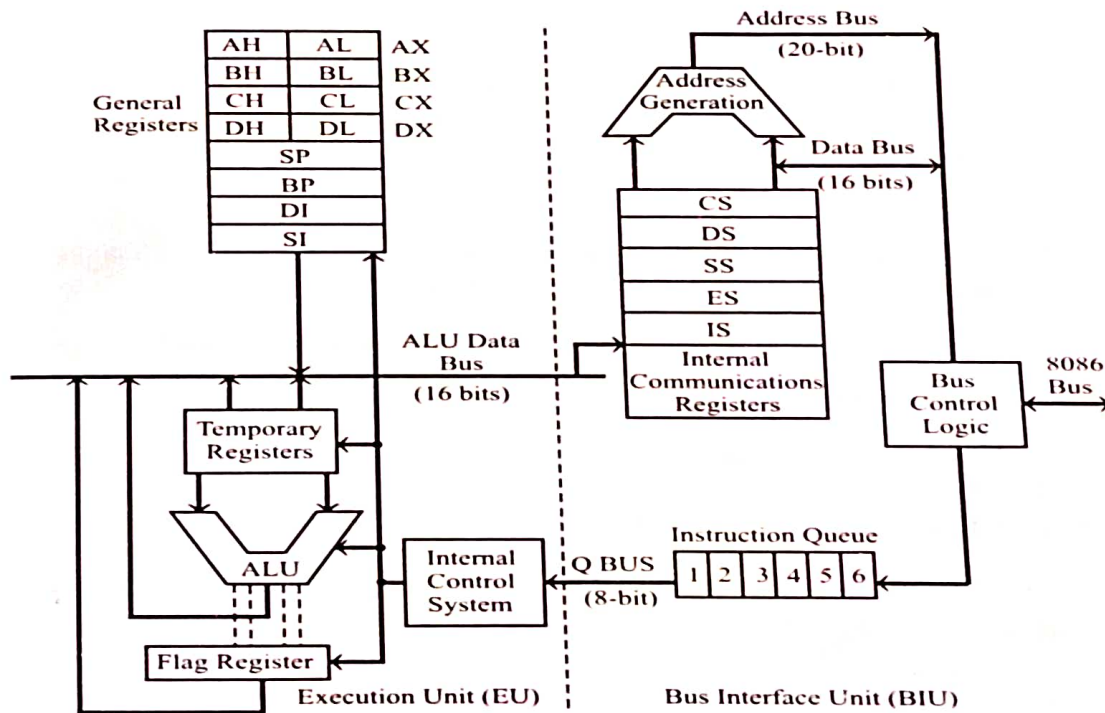 AH AL AX
BH BL BX
CH CL CX
DH DL DX
General
Registers
SP
BP
DI
SI
Address Bus
(20-bit)
Address
Generation
Data Bus
(16 bits)
CS
DS
SS
ES
IS
Internal
Communications
Registers
ALU Data
Bus
(16 bits)
Bus
Control
Logic
8086
Bus
Temporary
Registers
ALU
Internal
Control
System
Q BUS
(8-bit)
Instruction Queue
1 2 3 4 5 6
Flag Register
Execution Unit (EU)
Bus Interface Unit (BIU)